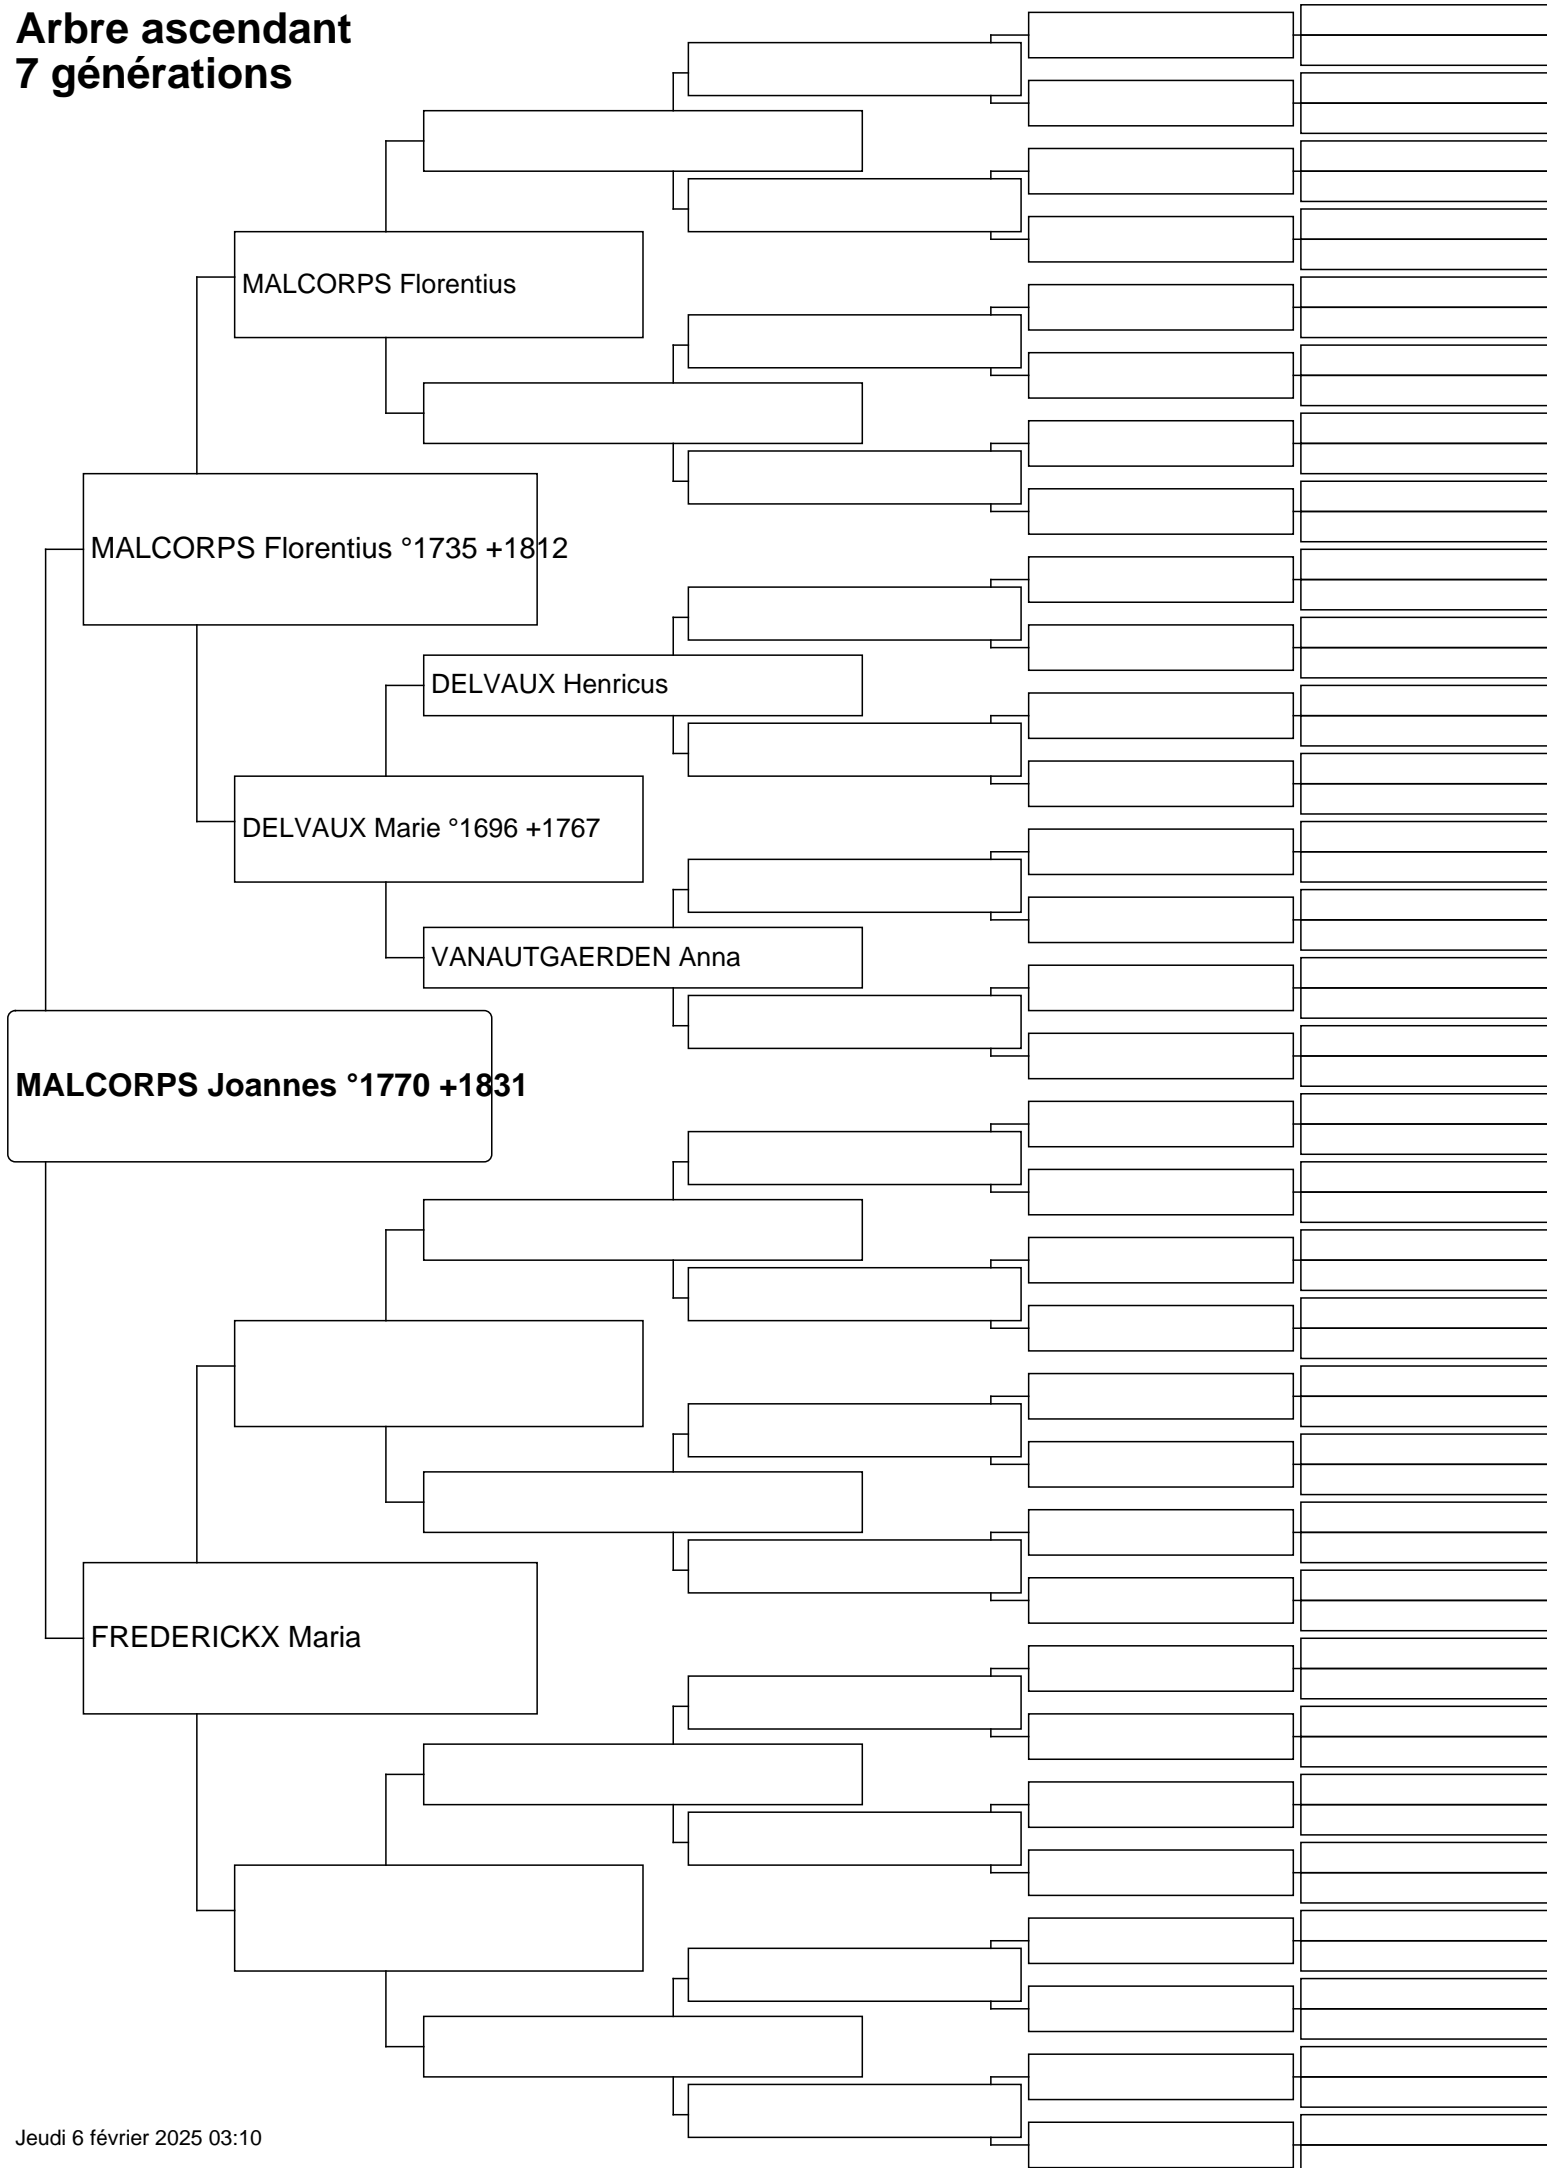 Arbre ascendant
7 générations
MALCORPS Florentius
MALCORPS Florentius °1735 +1812
DELVAUX Henricus
DELVAUX Marie °1696 +1767
VANAUTGAERDEN Anna
MALCORPS Joannes °1770 +1831
FREDERICKX Maria
Jeudi 6 février 2025 03:10